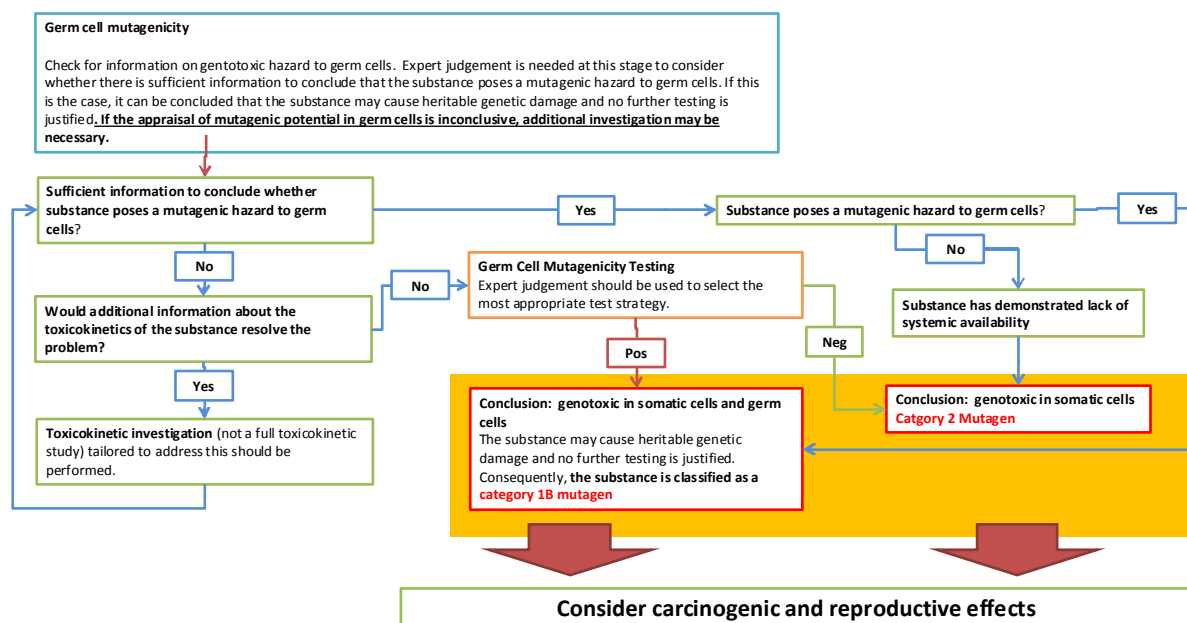 Germ cell mutagenicity
Check for information on gentotoxic hazard to germ cells. Expert judgement is needed at this stage to consider
whether there is sufficient information to conclude that the substance poses a mutagenic hazard to germ cells. If this
is the case, it can be concluded that the substance may cause heritable genetic damage and no further testing is
justified. If the appraisal of mutagenic potential in germ cells is inconclusive, additional investigation may be
necessary.
Sufficient information to conclude whether
substance poses a mutagenic hazard to germ
cells?
Yes
Substance poses a mutagenic hazard to germ cells?
Yes
No
No
Germ Cell Mutagenicity Testing
Expert judgement should be used to select the
most appropriate test strategy.
No
Would additional information about the
toxicokinetics of the substance resolve the
problem?
Substance has demonstrated lack of
systemic availability
Pos
Neg
Yes
Toxicokinetic investigation (not a full toxicokinetic
study) tailored to address this should be
performed.
Conclusion: genotoxic in somatic cells and germ
cells
The substance may cause heritable genetic
damage and no further testing is justified.
Consequently, the substance is classified as a
category 1B mutagen
Conclusion: genotoxic in somatic cells
Catgory 2 Mutagen
Consider carcinogenic and reproductive effects